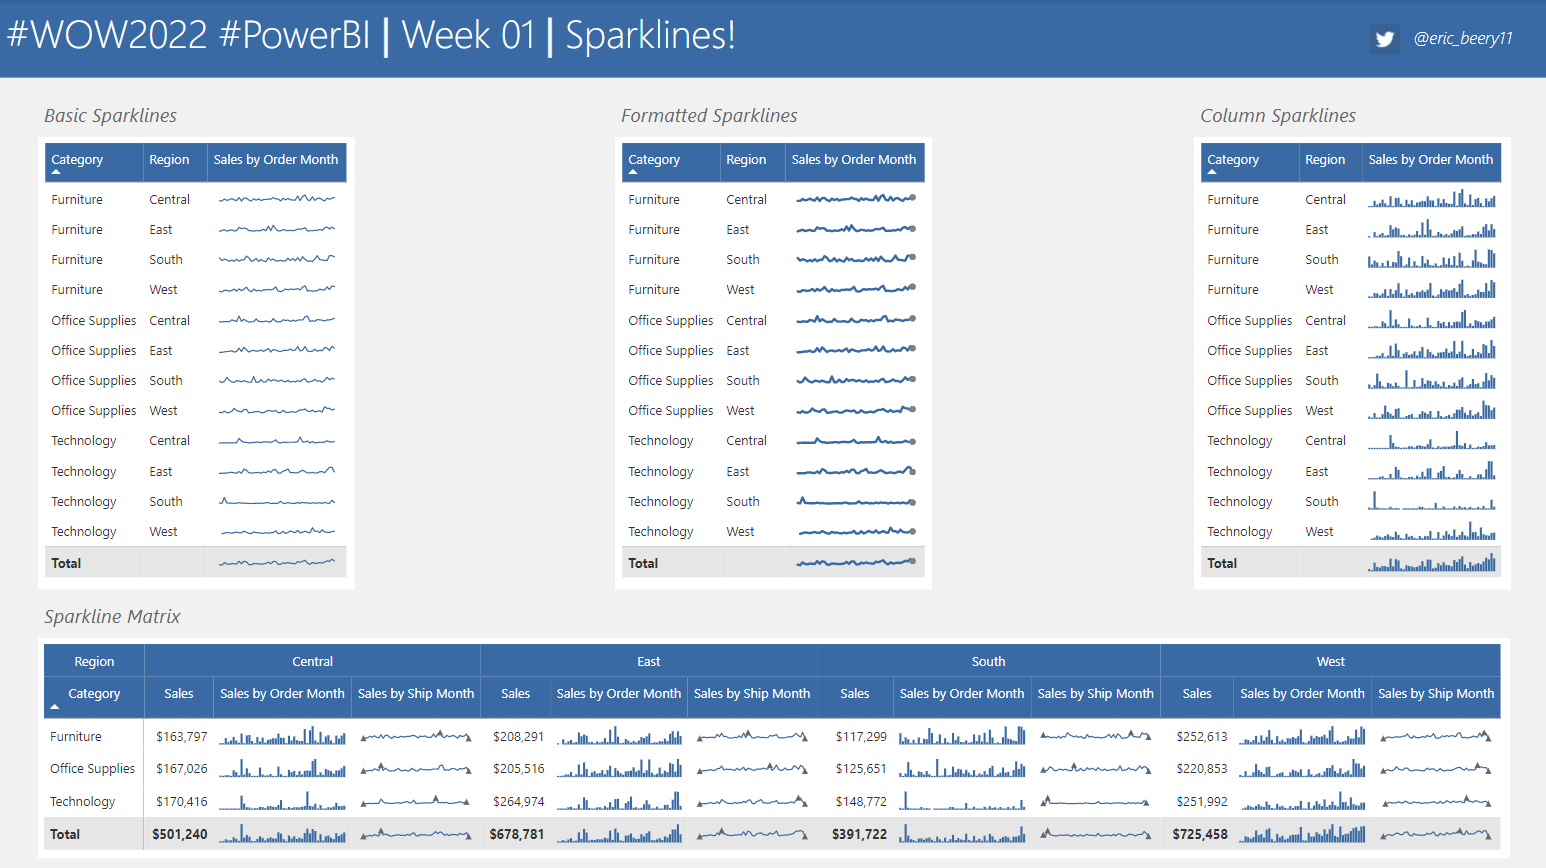 #WOW2022 #PowerBI | Week 01 | Sparklines!
@eric_beery11
Basic Sparklines
Category Region Sales by Order Month
Furniture Central
Furniture East
Furniture South
Furniture West
Office Supplies Central
Office Supplies East
Office Supplies South
Office Supplies West
Technology Central
Technology East
Technology South
Technology West
Total
Formatted Sparklines
Category Region Sales by Order Month
Furniture Central
Furniture East
Furniture South
Furniture West
Office Supplies Central
Office Supplies East
Office Supplies South
Office Supplies West
Technology Central
Technology East
Technology South
Technology West
Total
Column Sparklines
Category Region Sales by Order Month
Furniture Central
Furniture East
Furniture South
Furniture West
Office Supplies Central
Office Supplies East
Office Supplies South
Office Supplies West
Technology Central
Technology East
Technology South
Technology West
Total
Sparkline Matrix
Region Central East South West
Category Sales Sales by Order Month Sales by Ship Month Sales Sales by Order Month Sales by Ship Month Sales Sales by Order Month Sales by Ship Month Sales Sales by Order Month Sales by Ship Month
Furniture $163,797 $208,291 $117,299 $252,613
Office Supplies $167,026 $205,516 $125,651 $220,853
Technology $170,416 $264,974 $148,772 $251,992
Total $501,240 $678,781 $391,722 $725,458